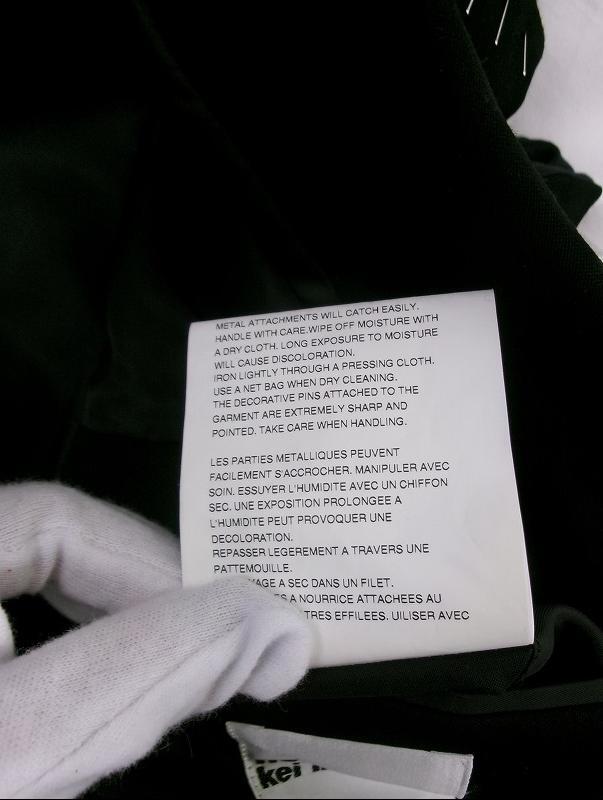 METAL ATTACHMENTS WILL CATCH EASILY.
HANDLE WITH CARE.WIPE OFF MOISTURE WITH
A DRY CLOTH. LONG EXPOSURE TO MOISTURE
WILL CAUSE DISCOLORATION.
IRON LIGHTLY THROUGH A PRESSING CLOTH.
USE A NET BAG WHEN DRY CLEANING.
THE DECORATIVE PINS ATTACHED TO THE
GARMENT ARE EXTREMELY SHARP AND
POINTED. TAKE CARE WHEN HANDLING.
LES PARTIES METALLIQUES PEUVENT
FACILEMENT S'ACCROCHER. MANIPULER AVEC
SOIN. ESSUYER L'HUMIDITE AVEC UN CHIFFON
SEC. UNE EXPOSITION PROLONGEE A
L'HUMIDITE PEUT PROVOQUER UNE
DECOLORATION.
REPASSER LEGEREMENT A TRAVERS UNE
PATTEMOUILLE.
A SEC DANS UN FILET.
A NOURRICE ATTACHEES AU
EFFILEES. UILISER AVEC
kei